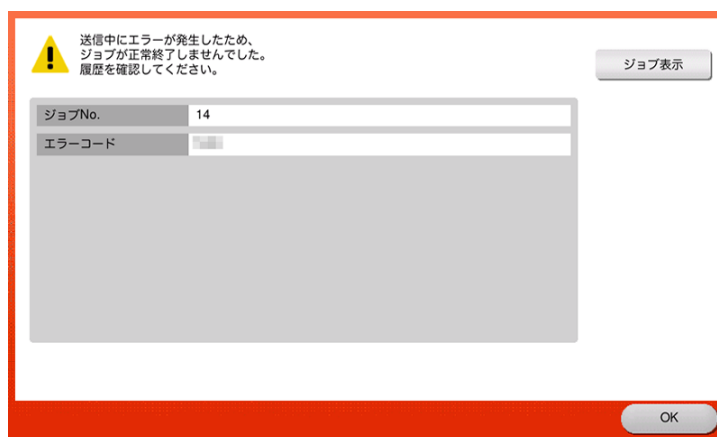 送信中にエラーが発生したため、
ジョブが正常終了しませんでした。
履歴を確認してください。
ジョブ表示
ジョブNo. 14
エラーコード
OK